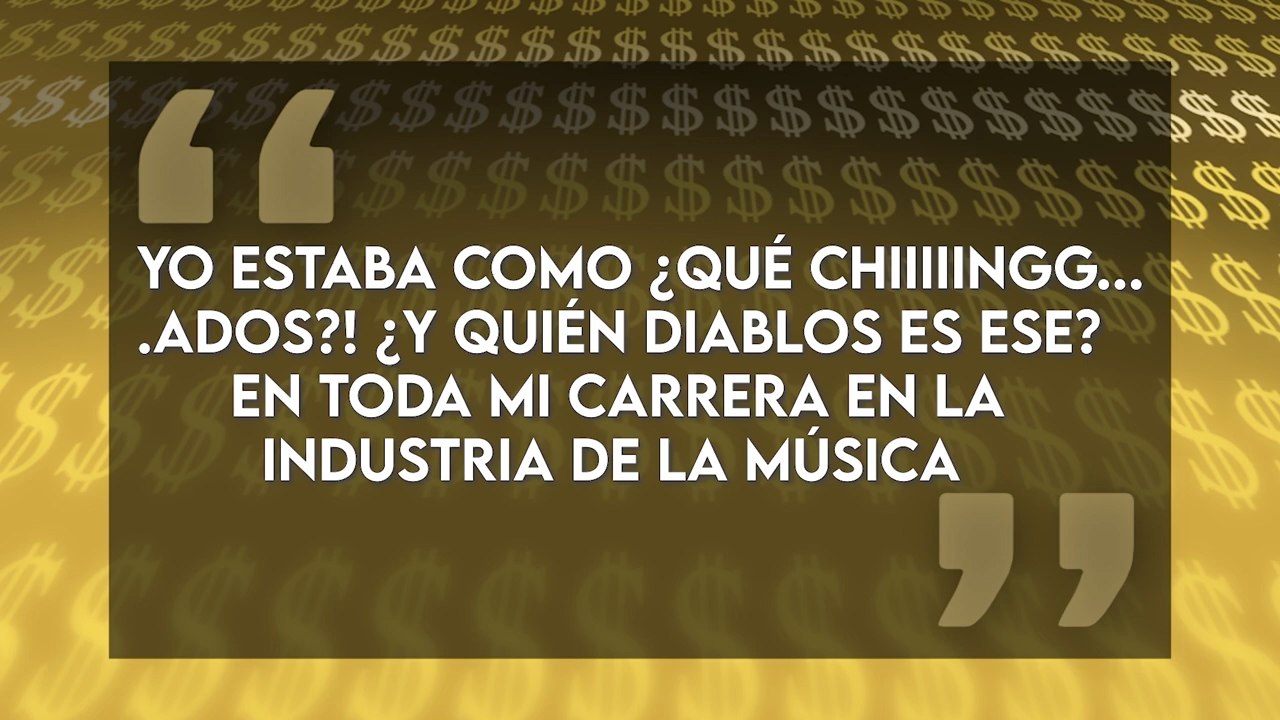 YO ESTABA COMO ¿QUÉ CHIIIIINGG...
.ADOS?! ¿Y QUIÉN DIABLOS ES ESE?
EN TODA MI CARRERA EN LA
INDUSTRIA DE LA MÚSICA